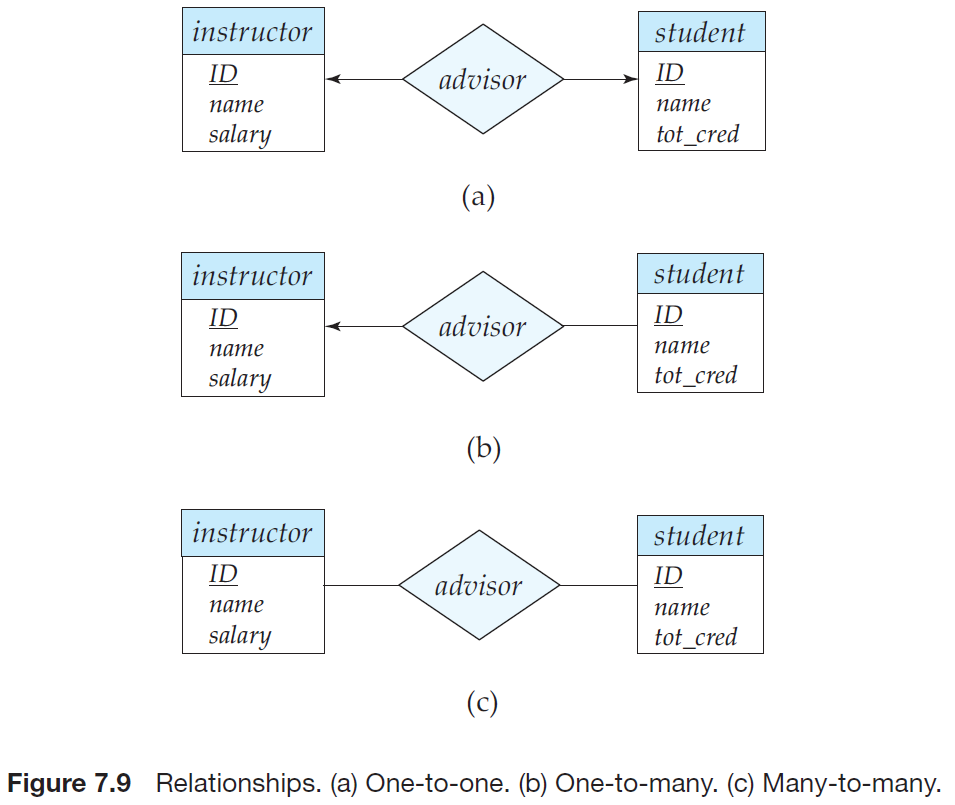 instructor
student
ID
name
salary
advisor
ID
name
tot_cred
(a)
instructor
student
ID
name
salary
advisor
ID
name
tot_cred
(b)
instructor
student
ID
name
salary
advisor
ID
name
tot_cred
(c)
Figure 7.9 Relationships. (a) One-to-one. (b) One-to-many. (c) Many-to-many.